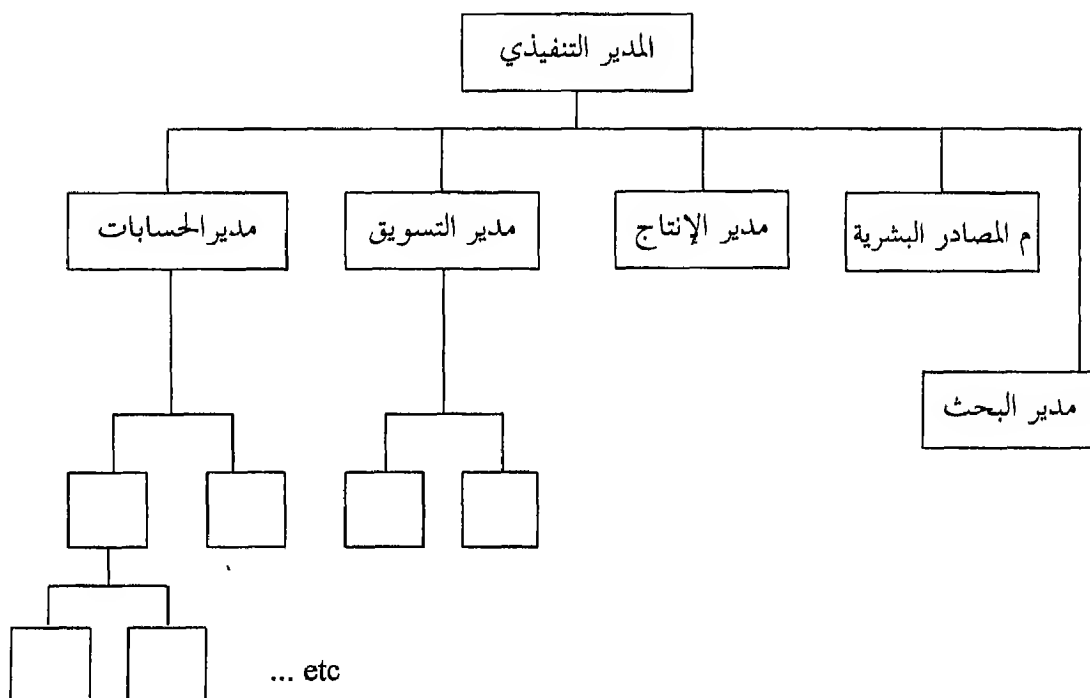 المدير التنفيذي
م المصادر البشرية
مدير الإنتاج
مدير التسويق
مديرالحسابات
مدير البحث
... etc